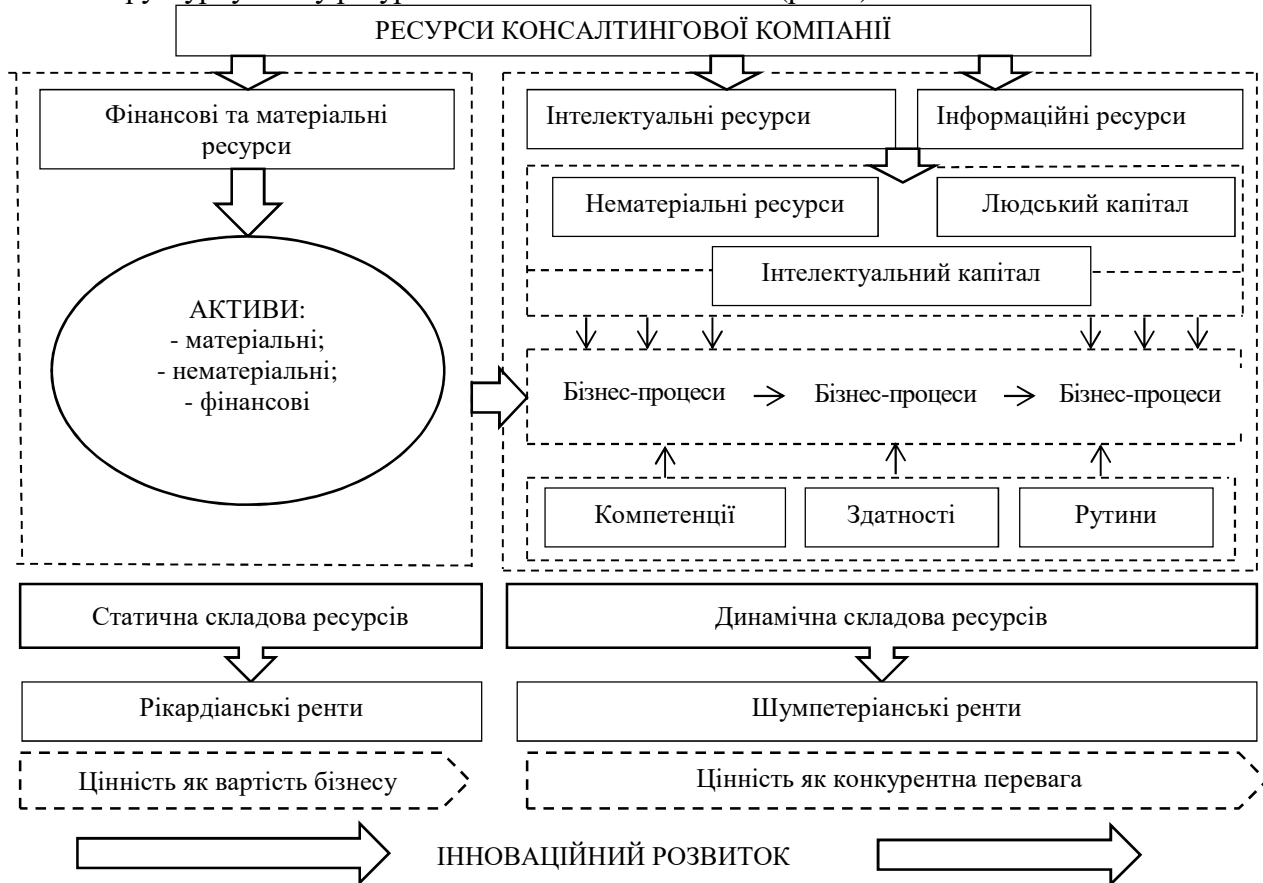 РЕСУРСИ КОНСАЛТИНГОВОЇ КОМПАНІЇ
Фінансові та матеріальні
ресурси
Інтелектуальні ресурси
Інформаційні ресурси
Нематеріальні ресурси
Людський капітал
Інтелектуальний капітал
АКТИВИ:
- матеріальні;
- нематеріальні;
- фінансові
Бізнес-процеси
Бізнес-процеси
Бізнес-процеси
Компетенції
Здатності
Рутини
Статична складова ресурсів
Динамічна складова ресурсів
Рікардіанські ренти
Шумпетеріанські ренти
Цінність як вартість бізнесу
Цінність як конкурентна перевага
ІННОВАЦІЙНИЙ РОЗВИТОК